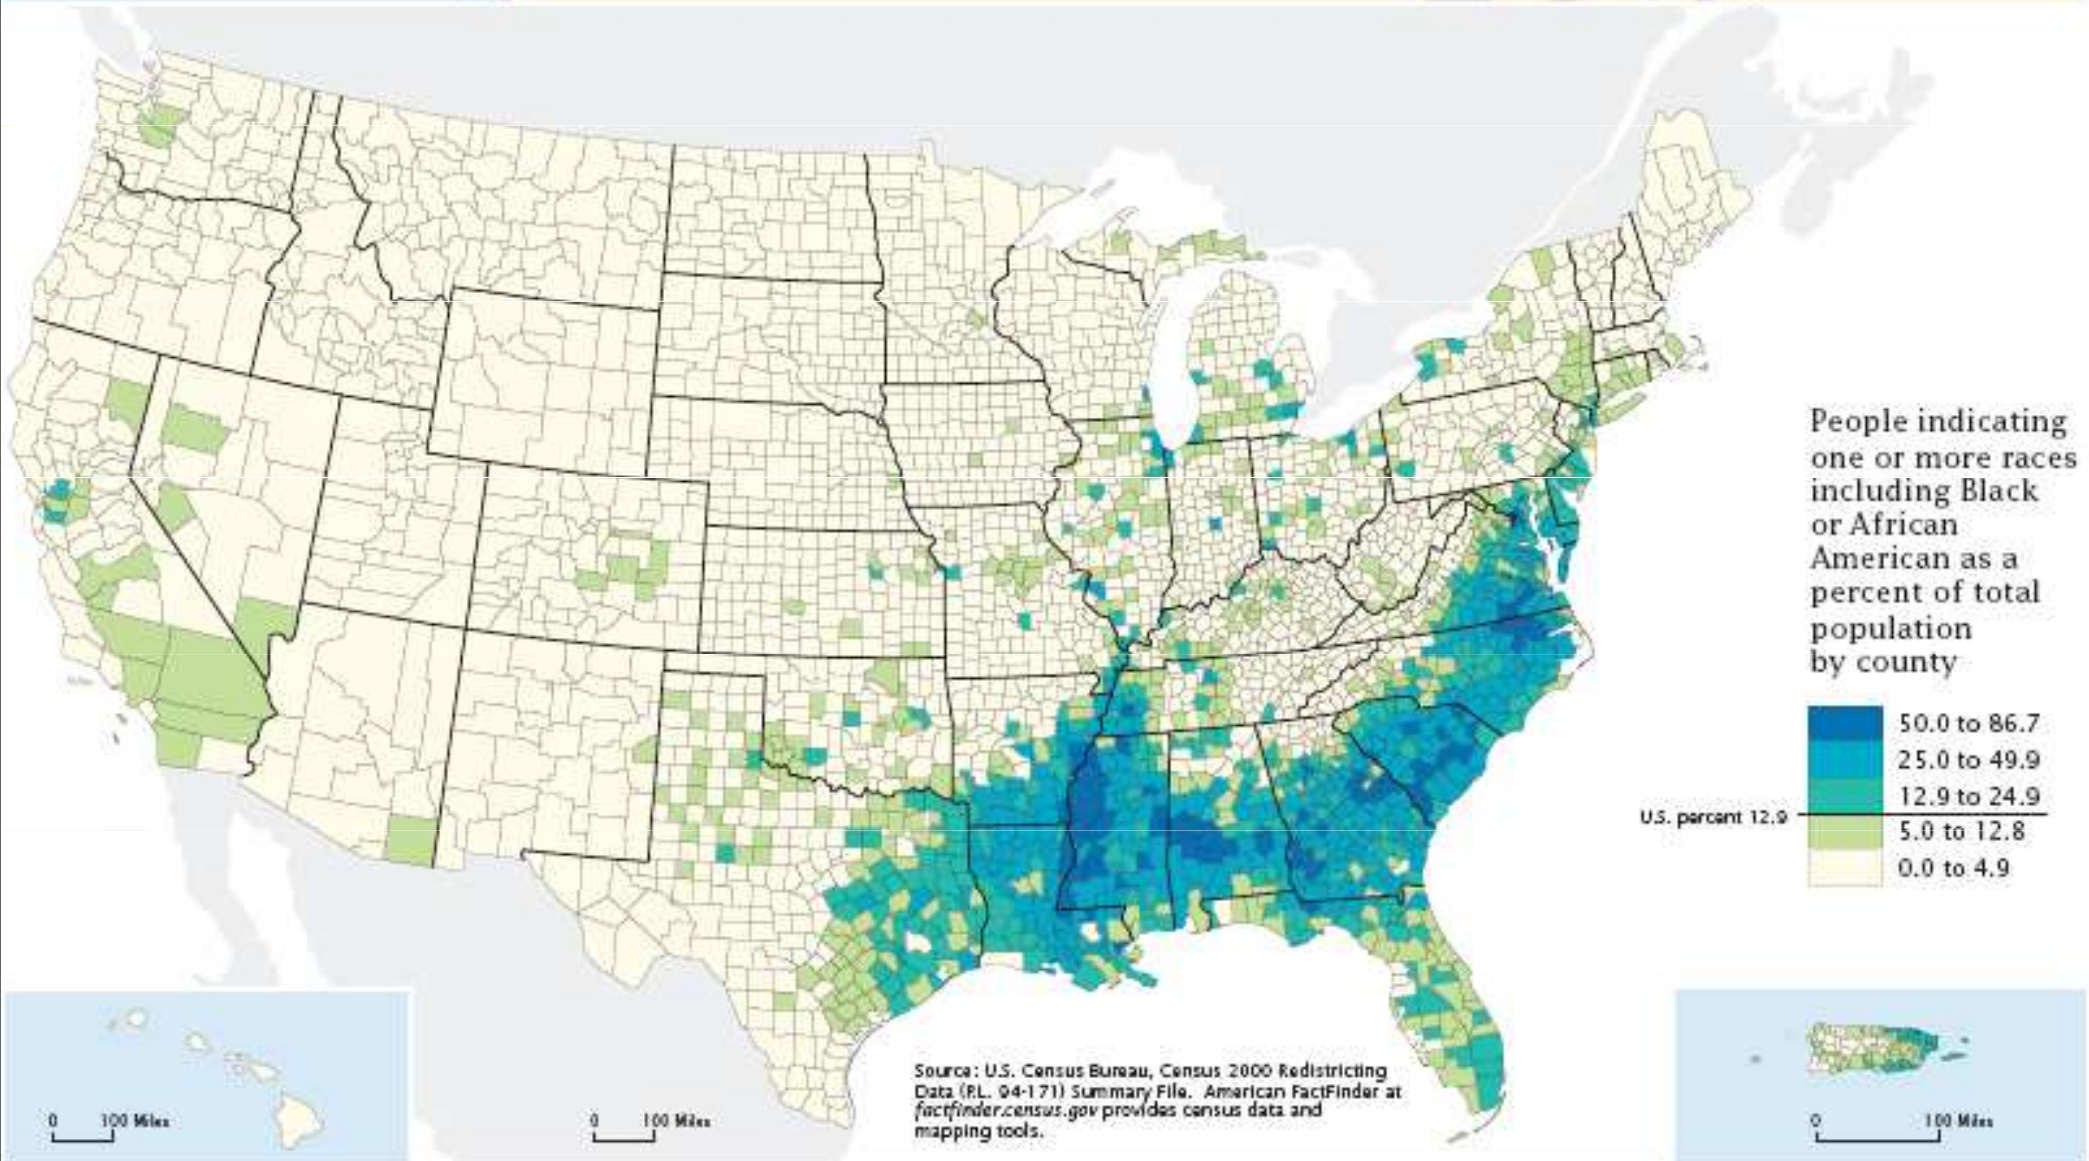 People indicating
one or more races
including Black
or African
American as a
percent of total
population
by county
50.0 to 86.7
25.0 to 49.9
12.9 to 24.9
U.S. percent 12.9
5.0 to 12.8
0.0 to 4.9
Source: U.S. Census Bureau, Census 2000 Redistricting
Data (P.L. 94-171) Summary File. American FactFinder at
factfinder.census.gov provides census data and
mapping tools.
0 100 Miles
0 100 Miles
0 100 Miles